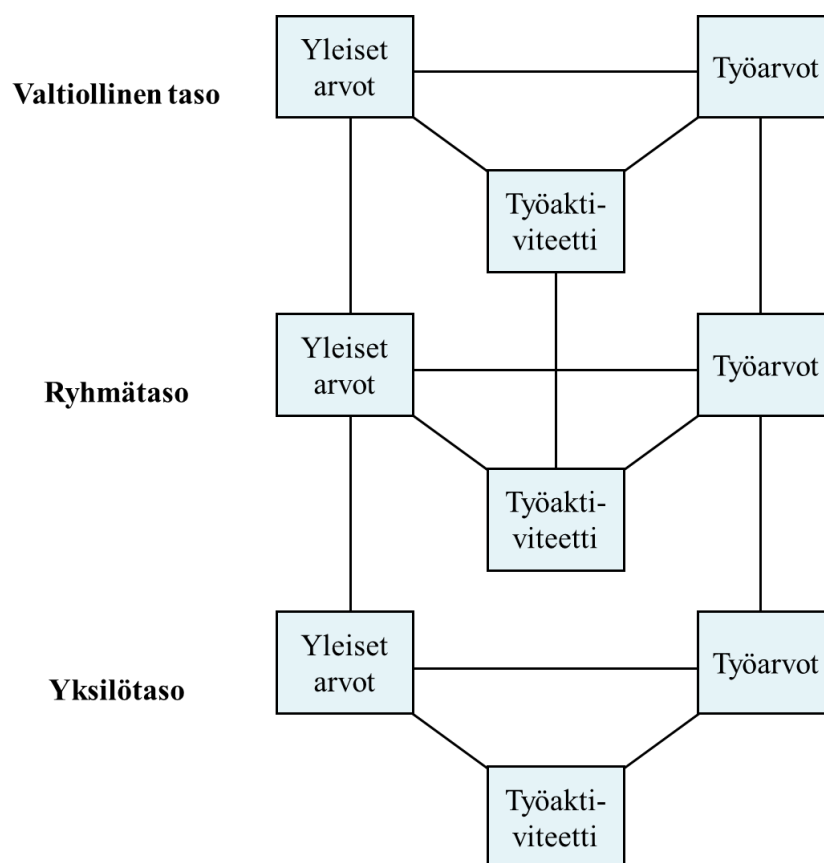 Yleiset
arvot
Työarvot
Valtiollinen taso
Työakti-
viteetti
Yleiset
arvot
Työarvot
Ryhmätaso
Työakti-
viteetti
Yleiset
arvot
Työarvot
Yksilötaso
Työakti-
viteetti